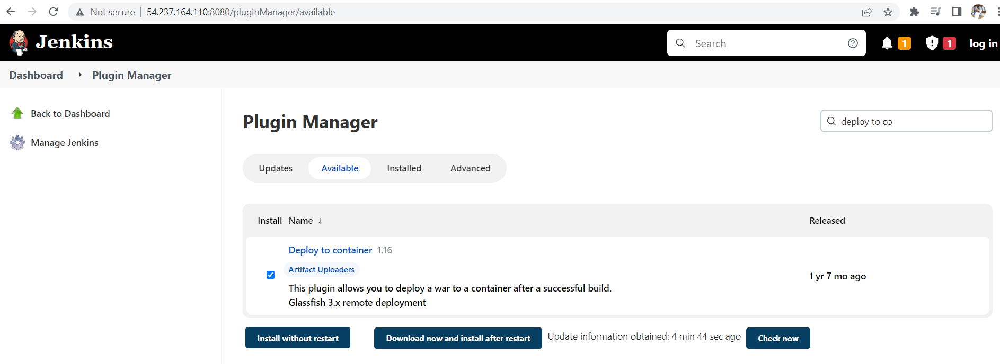 Not secure | 54.237.164.110:8080/pluginManager/available
Jenkins
Search
1
1
log in
Dashboard
Plugin Manager
Back to Dashboard
Manage Jenkins
Plugin Manager
deploy to co
Updates
Available
Installed
Advanced
Install Name ↓ Released
Deploy to container 1.16
Artifact Uploaders
This plugin allows you to deploy a war to a container after a successful build.
Glassfish 3.x remote deployment
1 yr 7 mo ago
Install without restart
Download now and install after restart
Update information obtained: 4 min 44 sec ago
Check now